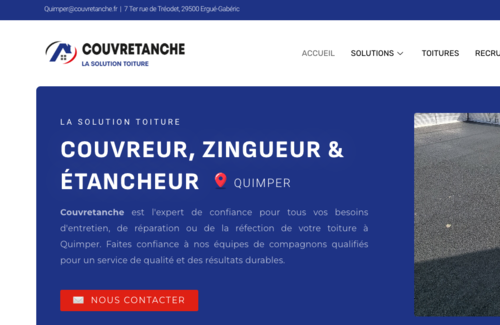 Quimper@couvretanche.fr | 7 Ter rue de Tréodet, 29500 Ergué-Gabéric
COUVRETANCHE
LA SOLUTION TOITURE
ACCUEIL SOLUTIONS TOITURES RECRU
LA SOLUTION TOITURE
COUVREUR, ZINGUEUR &
ÉTANCHEUR QUIMPER
Couvretanche est l'expert de confiance pour tous vos besoins
d'entretien, de réparation ou de la réfection de votre toiture à
Quimper. Faites confiance à nos équipes de compagnons qualifiés
pour un service de qualité et des résultats durables.
NOUS CONTACTER